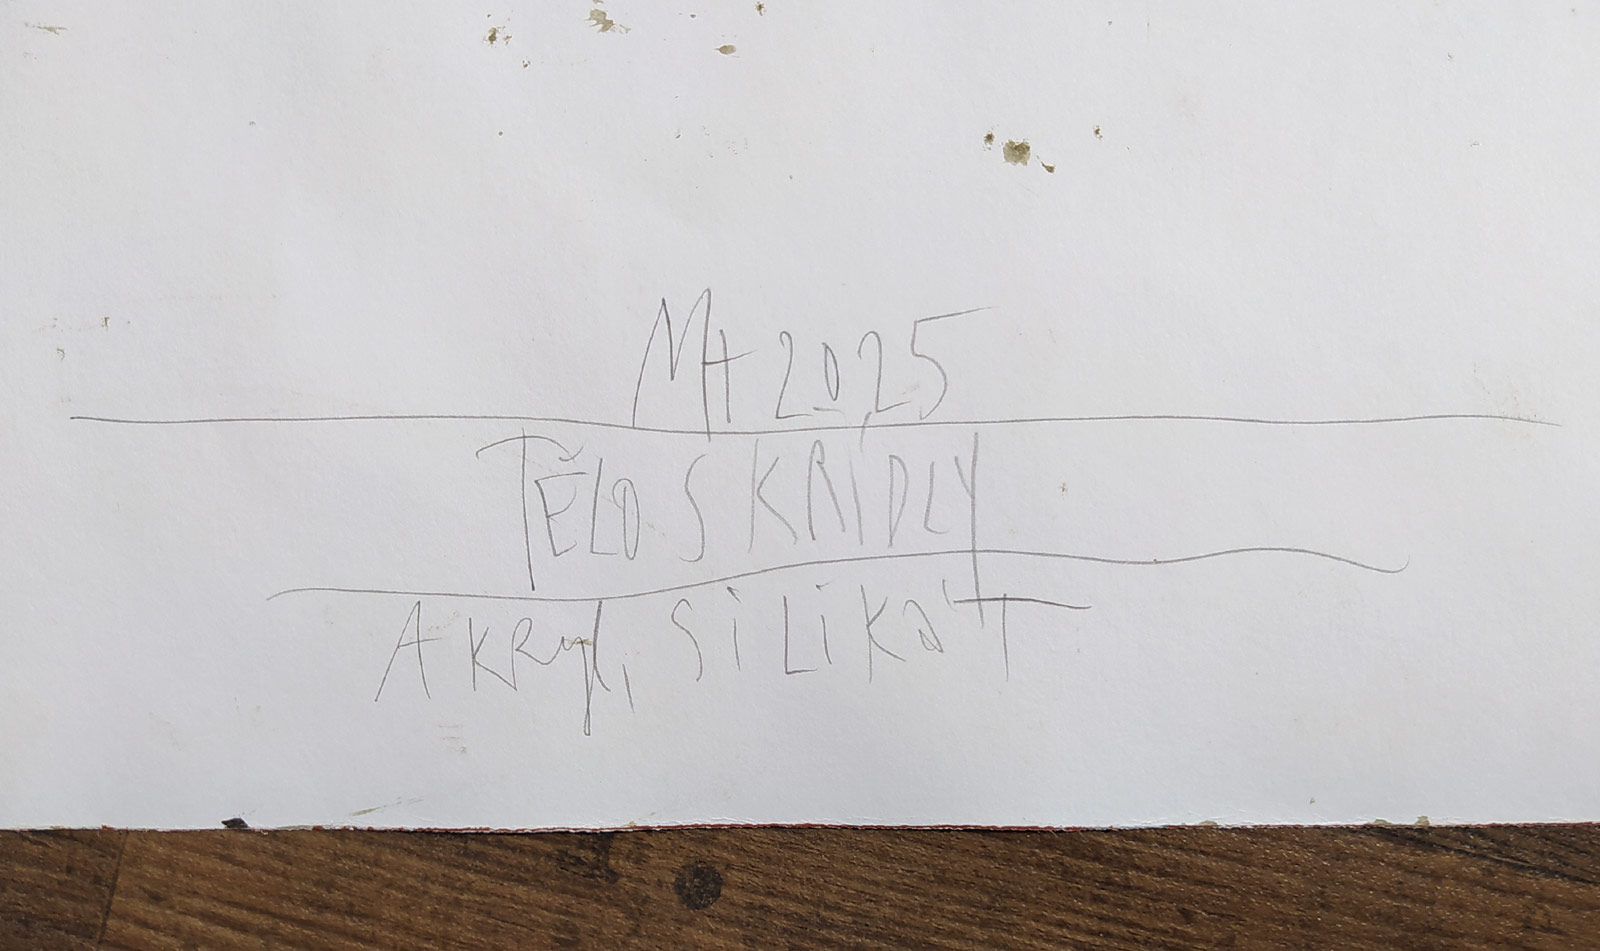 MH 2025
TĚLO S KŘÍDLY
AKRyl, SiLiKáT